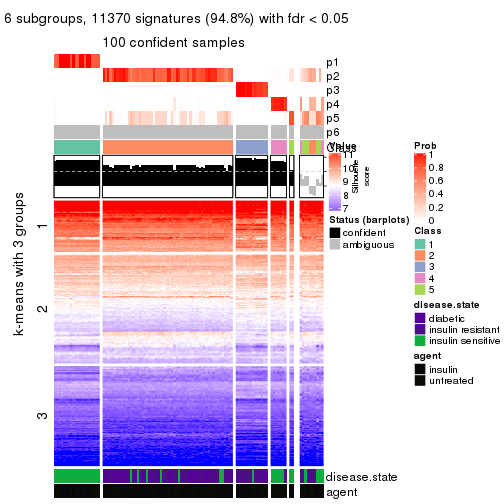 6 subgroups, 11370 signatures (94.8%) with fdr < 0.05
100 confident samples
p1
p2
p3
p4
p5
p6
Class
Silhouette
score
k-means with 3 groups
1
2
3
disease.state
agent
Value
11
10
9
8
7
Status (barplots)
confident
ambiguous
Prob
1
0.8
0.6
0.4
0.2
0
Class
1
2
3
4
5
disease.state
diabetic
insulin resistant
insulin sensitive
agent
insulin
untreated